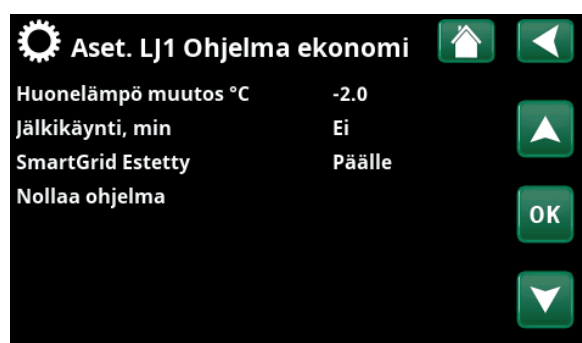 Aset. LJ1 Ohjelma ekonomi
Huonelämpö muutos °C -2.0
Jälkikäynti, min Ei
SmartGrid Estetty Päälle
Nollaa ohjelma
OK